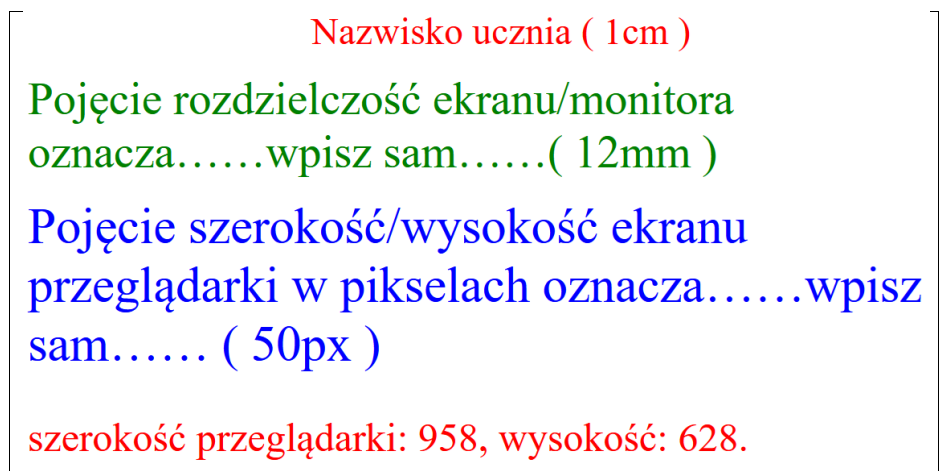 Nazwisko ucznia ( 1cm )
Pojęcie rozdzielczość ekranu/monitora
oznacza……wpisz sam……( 12mm )
Pojęcie szerokość/wysokość ekranu
przeglądarki w pikselach oznacza……wpisz
sam…… ( 50px )
szerokość przeglądarki: 958, wysokość: 628.